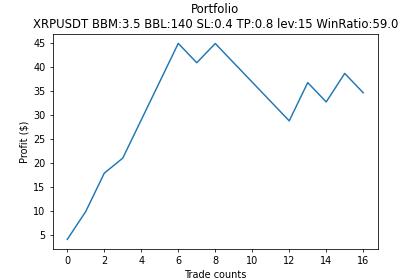 Portfolio
XRPUSDT BBM:3.5 BBL:140 SL:0.4 TP:0.8 lev:15 WinRatio:59.0
Profit ($)
45
40
35
30
25
20
15
10
5
0 2 4 6 8 10 12 14 16
Trade counts